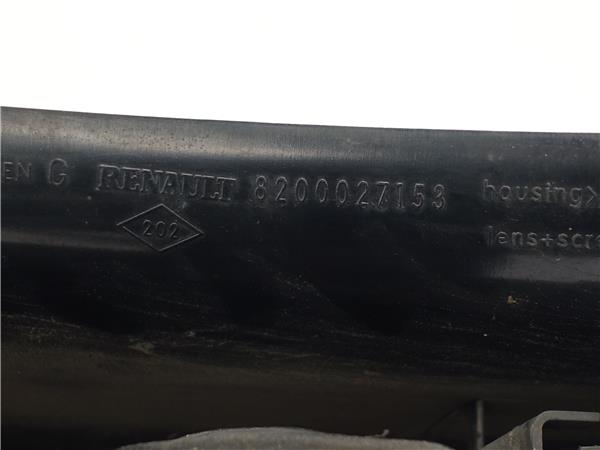 EN G RENAULT 8200027153 housing>
202 lens+scre